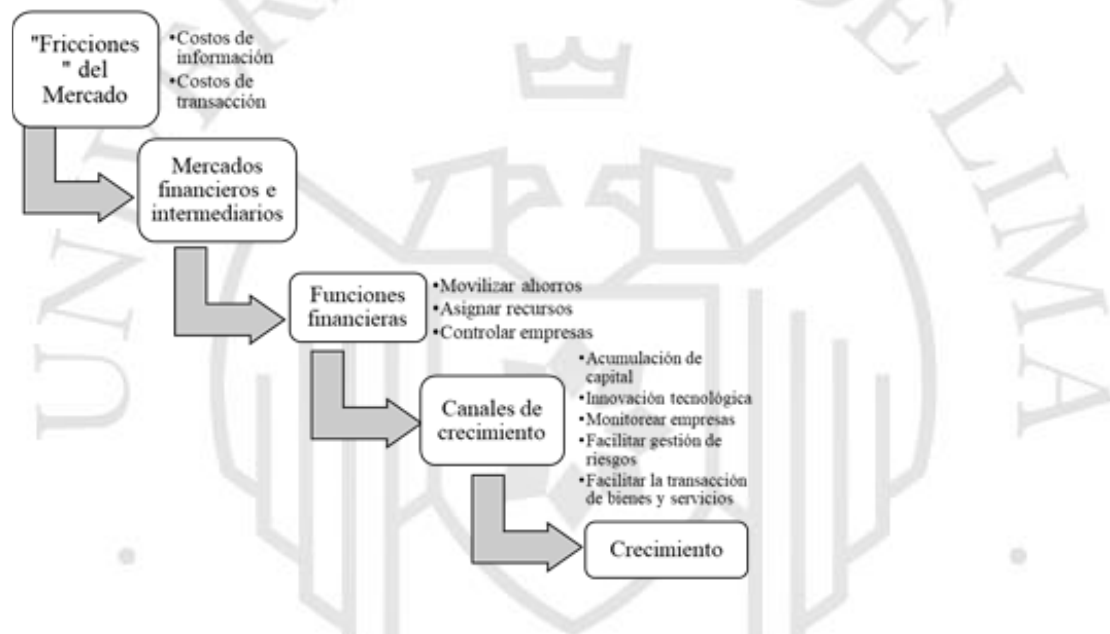 "Fricciones
" del
Mercado
•Costos de
información
•Costos de
transacción
Mercados
financieros e
intermediarios
Funciones
financieras
•Movilizar ahorros
•Asignar recursos
•Controlar empresas
Canales de
crecimiento
•Acumulación de
capital
•Innovación tecnológica
•Monitorear empresas
•Facilitar gestión de
riesgos
•Facilitar la transacción
de bienes y servicios
Crecimiento
DE LIMA